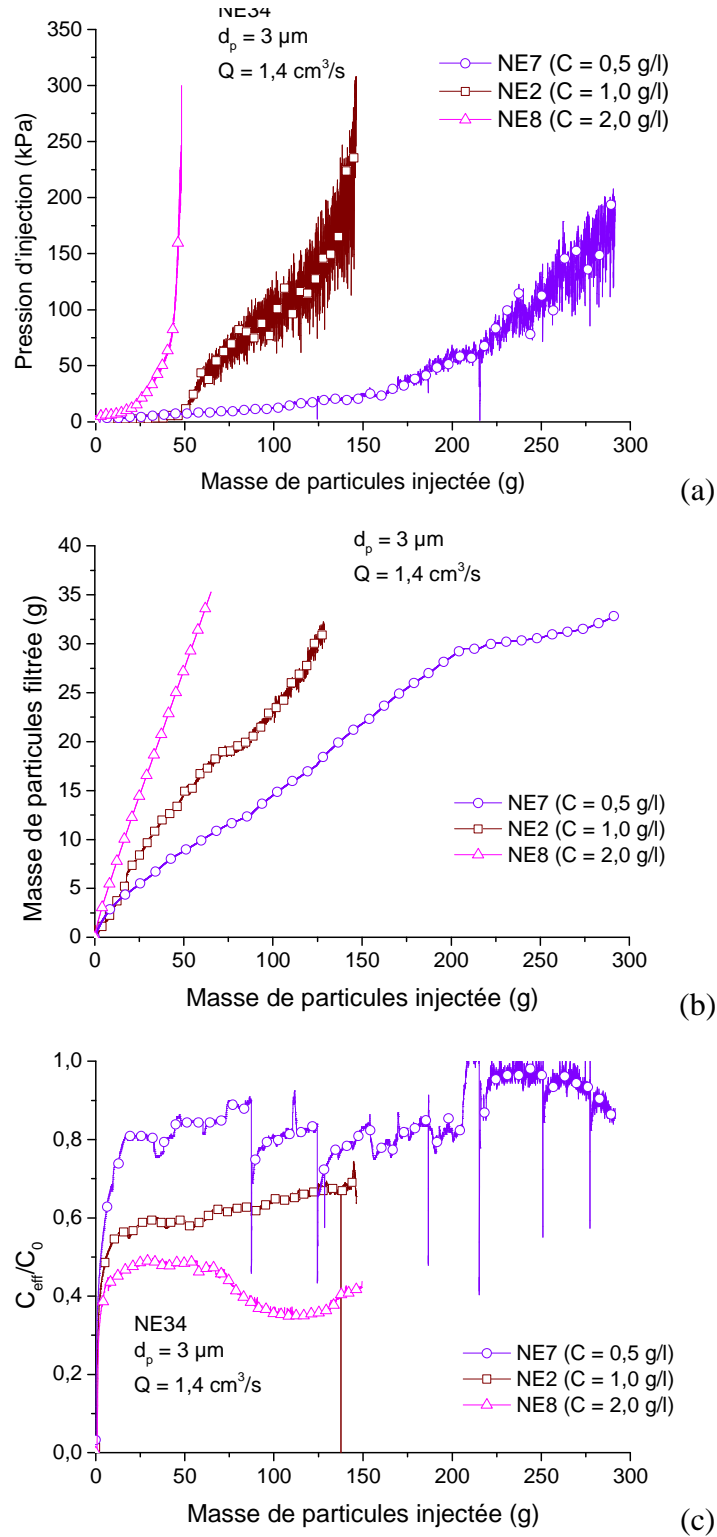 NE34
d_p = 3 µm
Q = 1,4 cm³/s
NE7 (C = 0,5 g/l)
NE2 (C = 1,0 g/l)
NE8 (C = 2,0 g/l)
350
300
250
200
150
100
50
0
Pression d'injection (kPa)
0 25 50 75 100 125 150 175 200 225 250 275 300
Masse de particules injectée (g)
(a)
d_p = 3 µm
Q = 1,4 cm³/s
40
35
30
25
20
15
10
5
0
Masse de particules filtrée (g)
NE7 (C = 0,5 g/l)
NE2 (C = 1,0 g/l)
NE8 (C = 2,0 g/l)
0 50 100 150 200 250 300
Masse de particules injectée (g)
(b)
1,0
0,8
0,6
0,4
0,2
0,0
C_eff/C_0
NE34
d_p = 3 µm
Q = 1,4 cm³/s
NE7 (C = 0,5 g/l)
NE2 (C = 1,0 g/l)
NE8 (C = 2,0 g/l)
0 50 100 150 200 250 300
Masse de particules injectée (g)
(c)